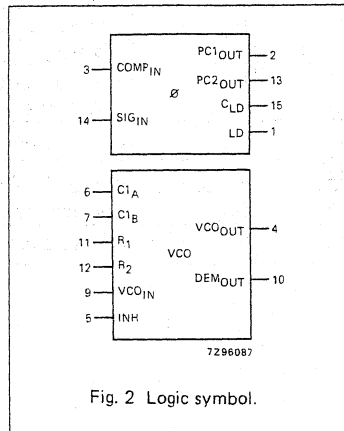 3 COMPIN PC1OUT 2
PC2OUT 13
ø
CLD 15
14 SIGIN
LD 1
6 C1A
7 C1B VCOOUT 4
11 R1
VCO
12 R2
DEMOUT 10
9 VCOIN
5 INH
7Z96087
Fig. 2 Logic symbol.